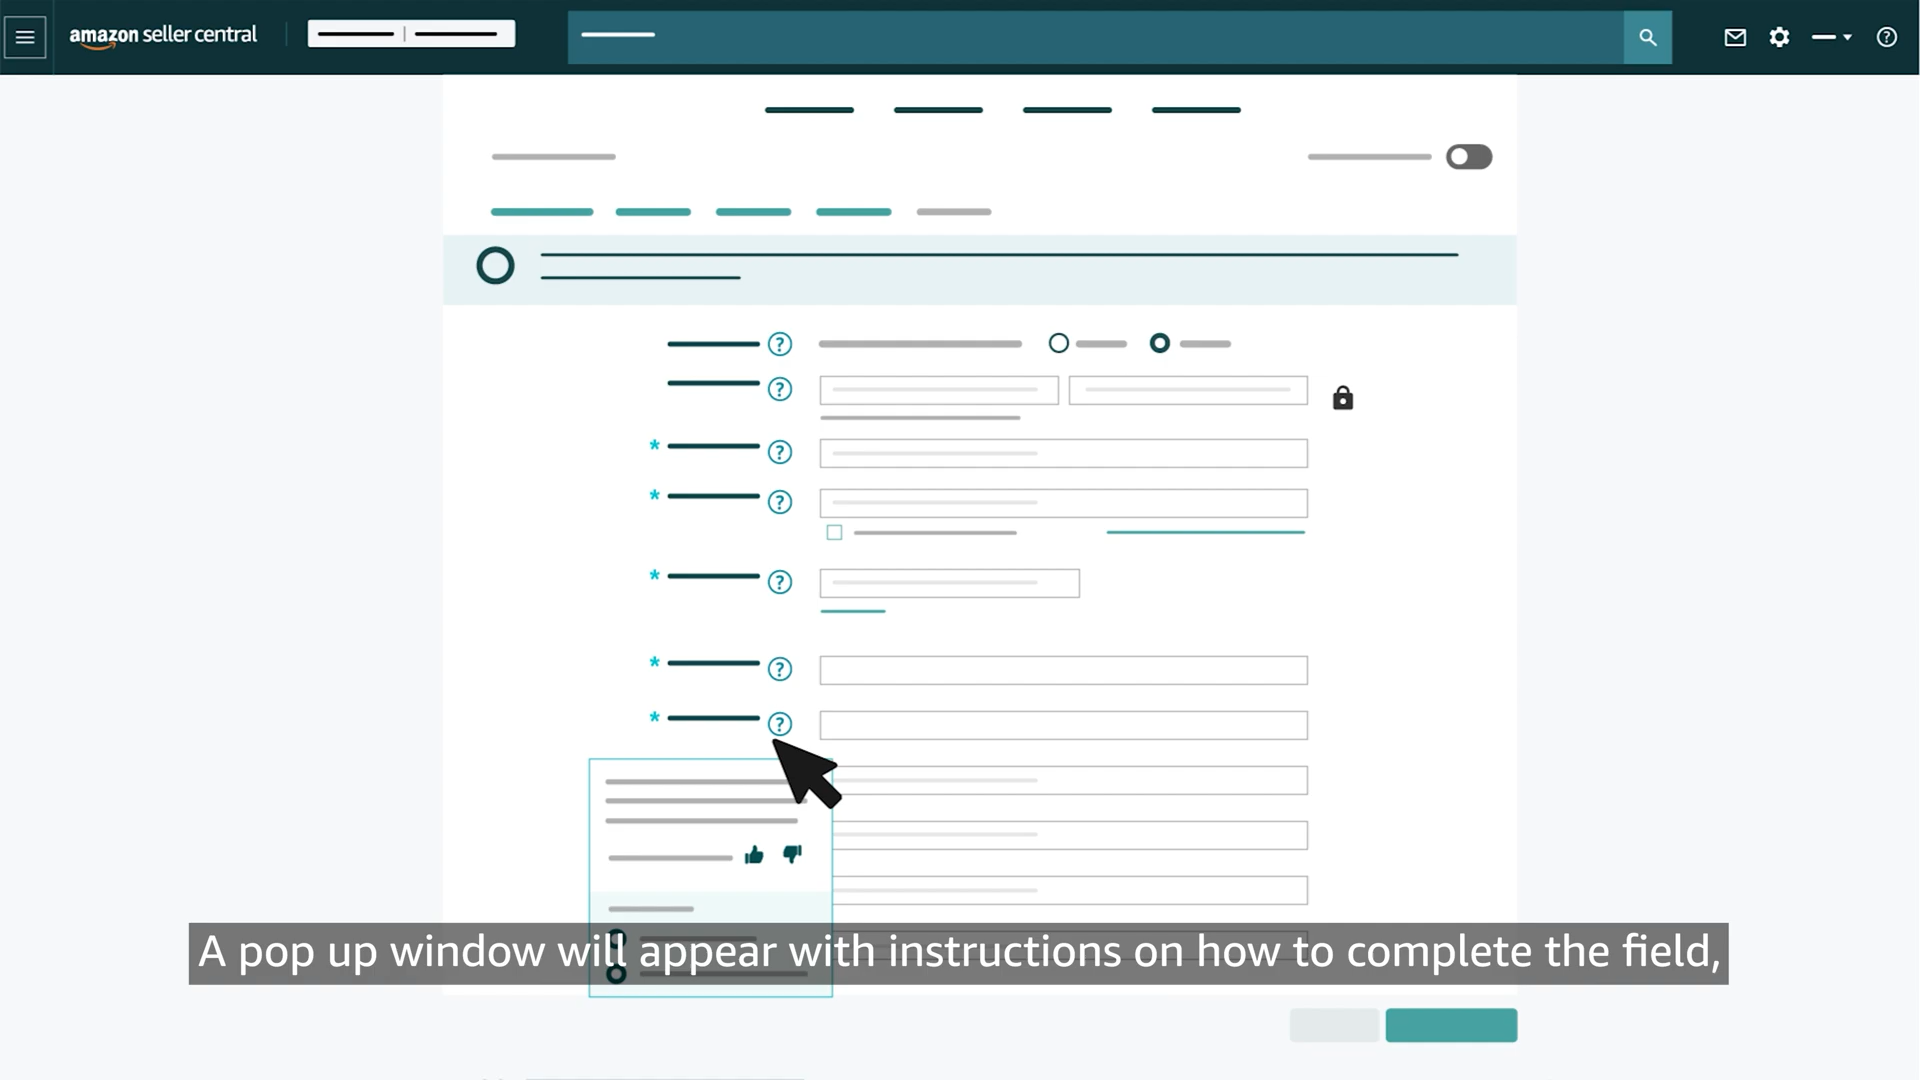 amazon seller central
A pop up window will appear with instructions on how to complete the field,